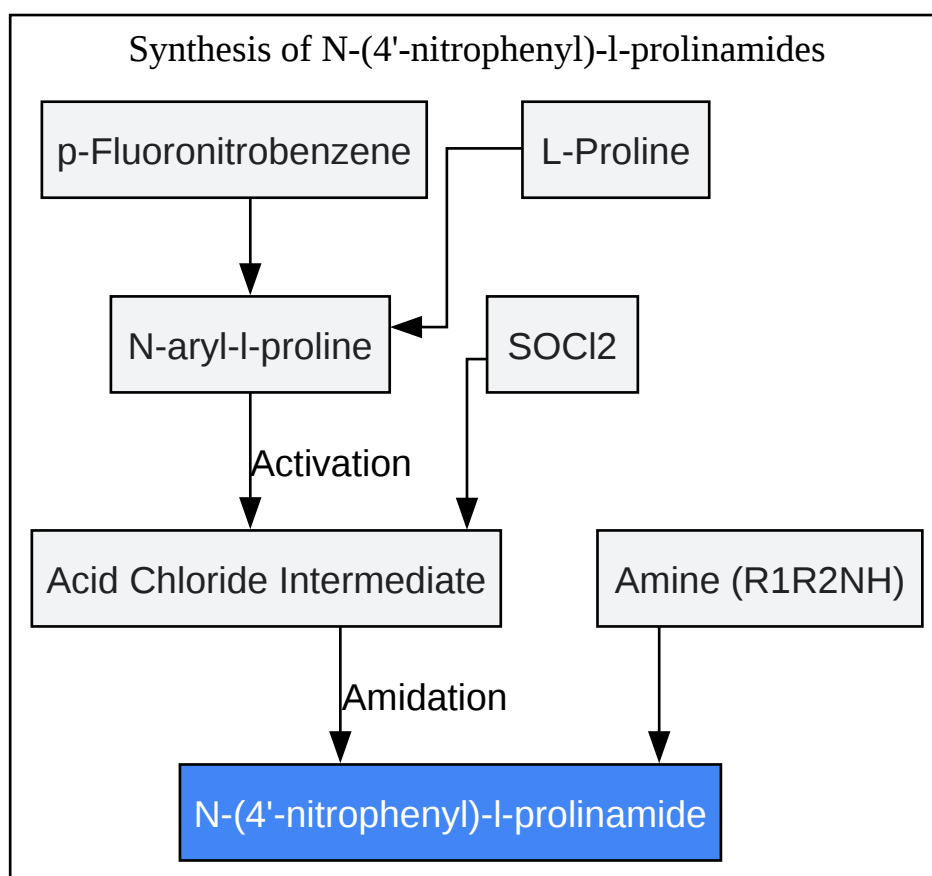 Synthesis of N-(4'-nitrophenyl)-l-prolinamides
p-Fluoronitrobenzene
L-Proline
N-aryl-l-proline
SOCl2
Activation
Acid Chloride Intermediate
Amine (R1R2NH)
Amidation
N-(4'-nitrophenyl)-l-prolinamide